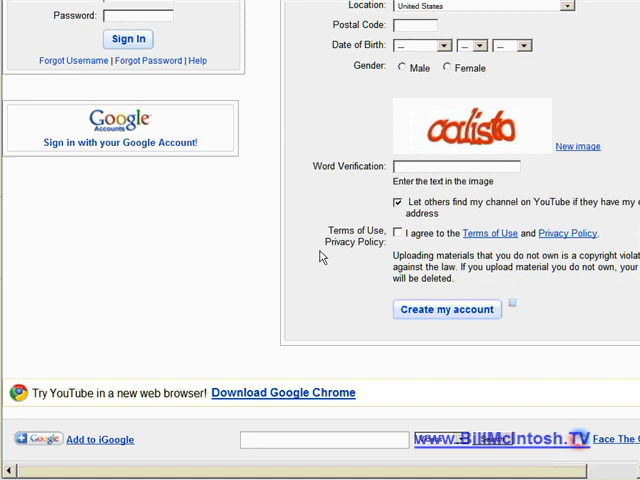 Password:
Sign In
Forgot Username | Forgot Password | Help
Google
Accounts
Sign in with your Google Account!
Location:
United States
Postal Code:
Date of Birth:
---
---
---
Gender:
Male
Female
calisto
New image
Word Verification:
Enter the text in the image
Let others find my channel on YouTube if they have my e
address
Terms of Use,
Privacy Policy:
I agree to the Terms of Use and Privacy Policy.
Uploading materials that you do not own is a copyright violat
against the law. If you upload material you do not own, your
will be deleted.
Create my account
Try YouTube in a new web browser! Download Google Chrome
Google
Add to iGoogle
www.BillMcIntosh.TV
Face The